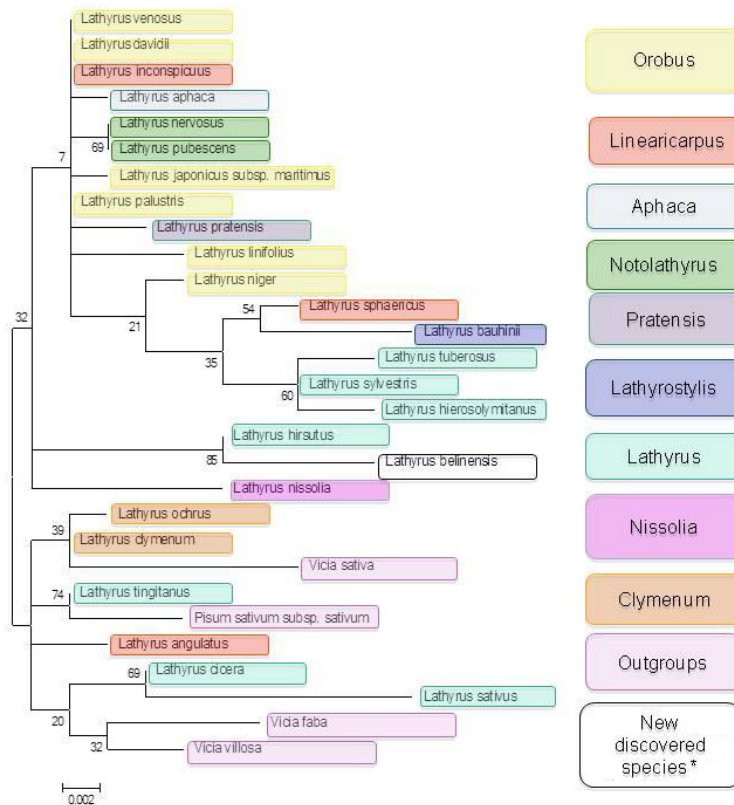 Lathyrus venosus
Lathyrus davidii
Lathyrus inconspicuus
Lathyrus aphaca
Lathyrus nervosus
Lathyrus pubescens
Lathyrus japonicus subsp. maritimus
Lathyrus palustris
Lathyrus pratensis
Lathyrus linifolius
Lathyrus niger
Lathyrus sphaericus
Lathyrus bauhinii
Lathyrus tuberosus
Lathyrus sylvestris
Lathyrus hierosolymitanus
Lathyrus hirsutus
Lathyrus belinensis
Lathyrus nissolia
Lathyrus ochrus
Lathyrus clymenum
Vicia sativa
Lathyrus tingitanus
Pisum sativum subsp. sativum
Lathyrus angulatus
Lathyrus cicera
Lathyrus sativus
Vicia faba
Vicia villosa
7
69
32
21
54
35
60
85
39
74
69
20
32
0.002
Orobus
Linearicarpus
Aphaca
Notolathyrus
Pratensis
Lathyrostylis
Lathyrus
Nissolia
Clymenum
Outgroups
New
discovered
species*